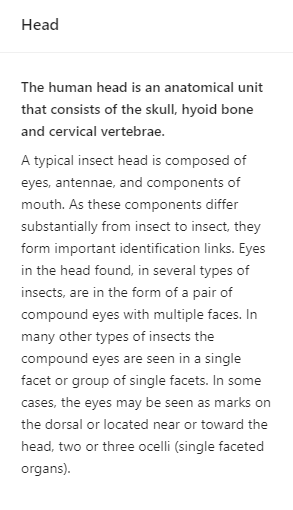 Head
The human head is an anatomical unit
that consists of the skull, hyoid bone
and cervical vertebrae.
A typical insect head is composed of
eyes, antennae, and components of
mouth. As these components differ
substantially from insect to insect, they
form important identification links. Eyes
in the head found, in several types of
insects, are in the form of a pair of
compound eyes with multiple faces. In
many other types of insects the
compound eyes are seen in a single
facet or group of single facets. In some
cases, the eyes may be seen as marks on
the dorsal or located near or toward the
head, two or three ocelli (single faceted
organs).